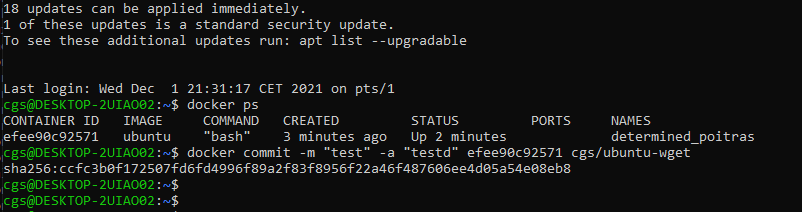 18 updates can be applied immediately.
1 of these updates is a standard security update.
To see these additional updates run: apt list --upgradable
Last login: Wed Dec  1 21:31:17 CET 2021 on pts/1
cgs@DESKTOP-2UIAO02:~$ docker ps
CONTAINER ID   IMAGE     COMMAND   CREATED         STATUS         PORTS     NAMES
efee90c92571   ubuntu    "bash"    3 minutes ago   Up 2 minutes             determined_poitras
cgs@DESKTOP-2UIAO02:~$ docker commit -m "test" -a "testd" efee90c92571 cgs/ubuntu-wget
sha256:ccfc3b0f172507fd6fd4996f89a2f83f8956f22a46f487606ee4d05a54e08eb8
cgs@DESKTOP-2UIAO02:~$
cgs@DESKTOP-2UIAO02:~$